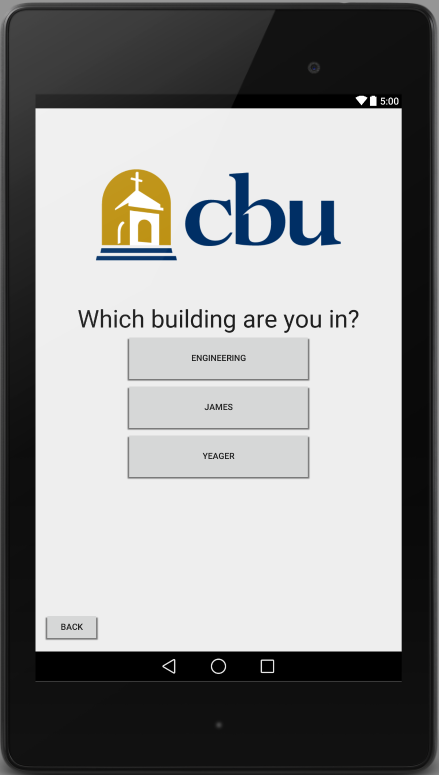 5:00
cbu
Which building are you in?
ENGINEERING
JAMES
YEAGER
BACK